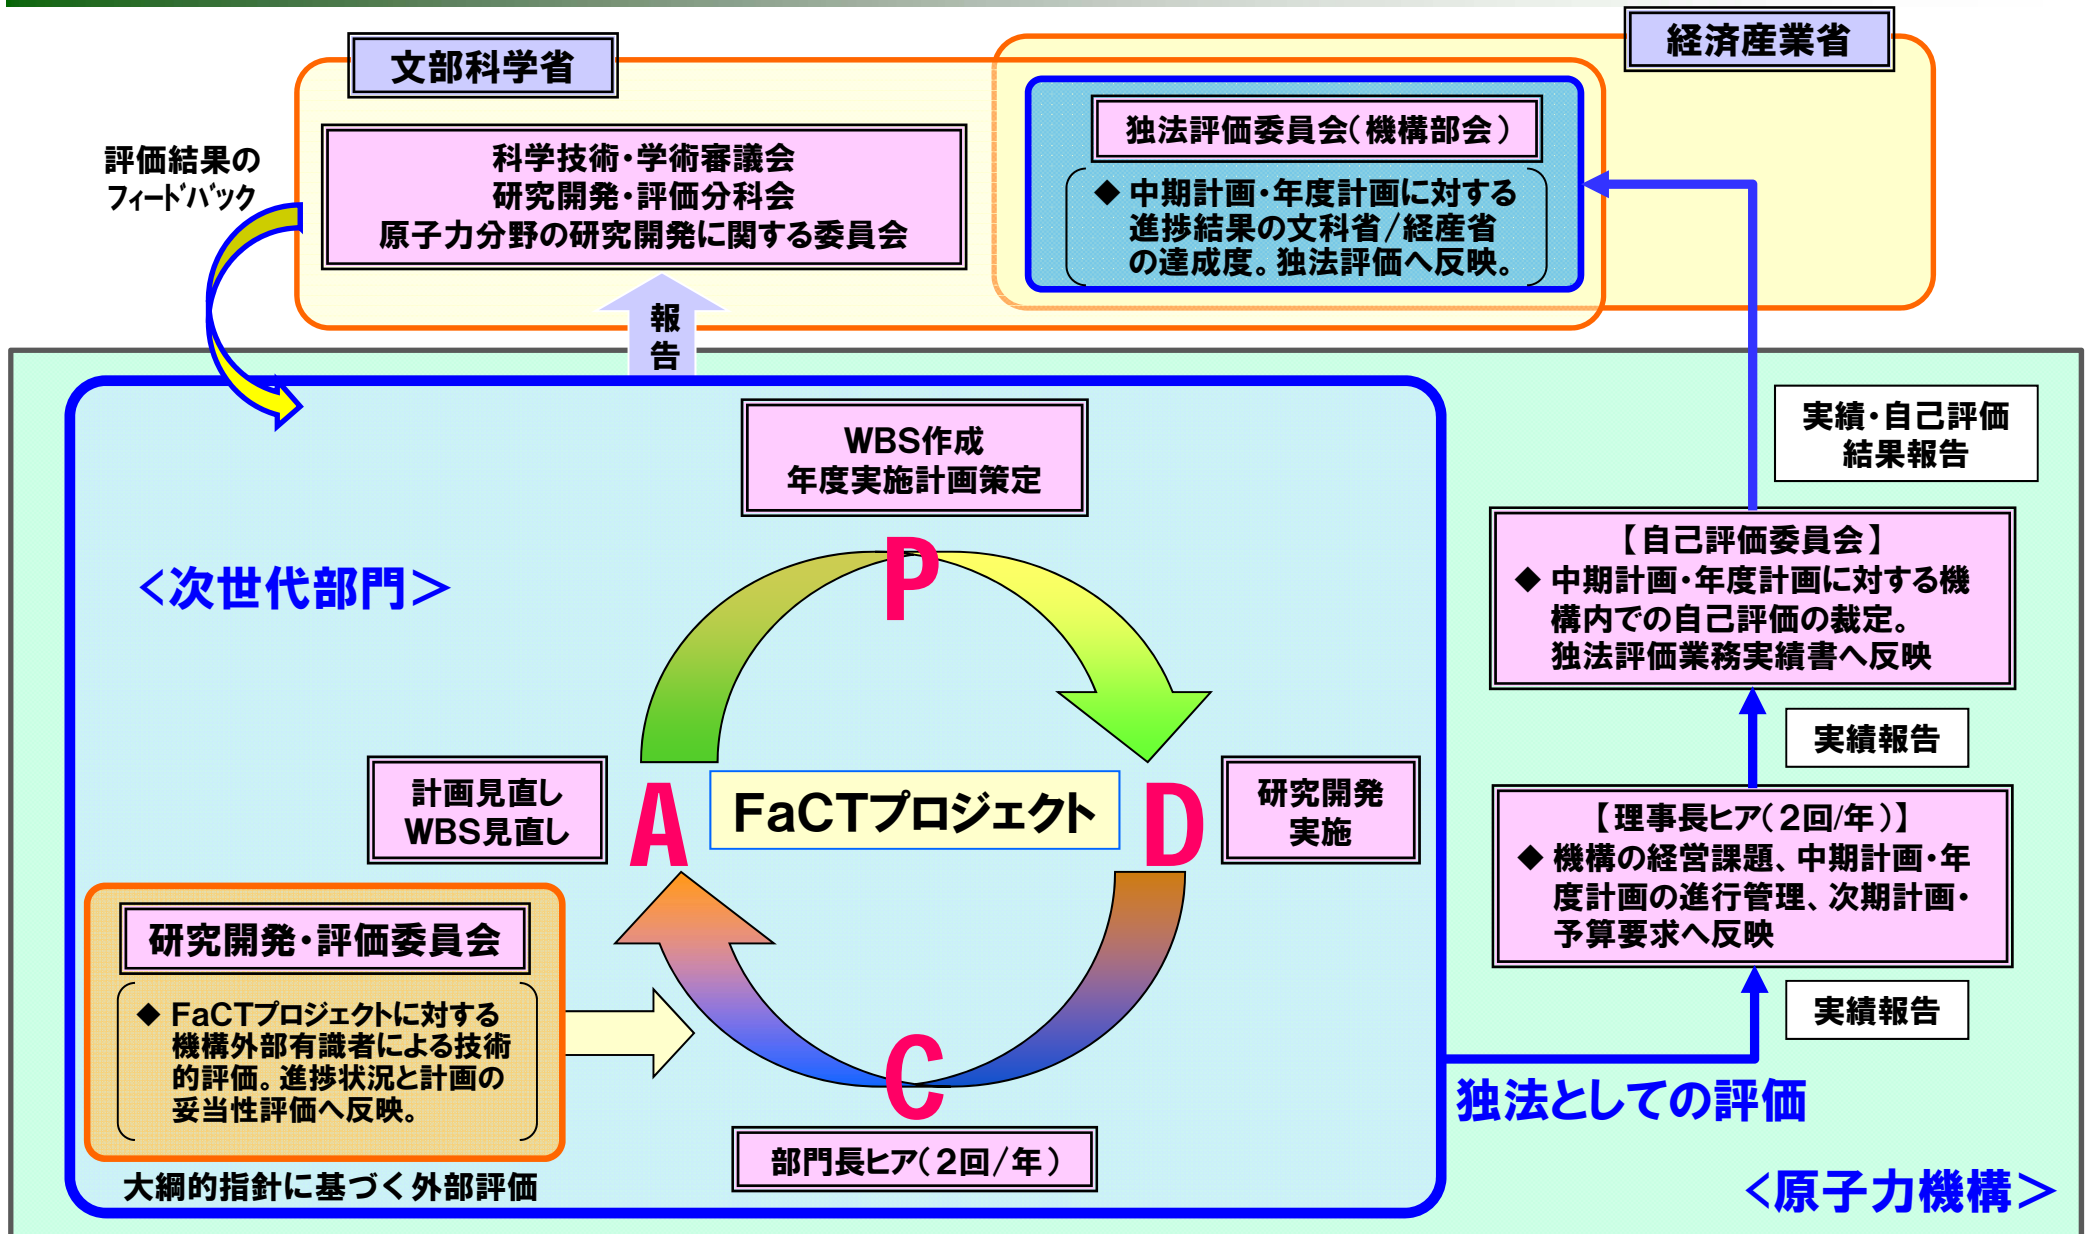 文部科学省
経済産業省
評価結果の
フィードバック
科学技術・学術審議会
研究開発・評価分科会
原子力分野の研究開発に関する委員会
独法評価委員会（機構部会）
◆ 中期計画・年度計画に対する
進捗結果の文科省/経産省
の達成度。独法評価へ反映。
報
告
WBS作成
年度実施計画策定
実績・自己評価
結果報告
＜次世代部門＞
P
【自己評価委員会】
◆ 中期計画・年度計画に対する機
構内での自己評価の裁定。
独法評価業務実績書へ反映
実績報告
計画見直し
WBS見直し
A
FaCTプロジェクト
D
研究開発
実施
【理事長ヒア（２回/年）】
◆ 機構の経営課題、中期計画・年
度計画の進行管理、次期計画・
予算要求へ反映
実績報告
研究開発・評価委員会
◆ FaCTプロジェクトに対する
機構外部有識者による技術
的評価。進捗状況と計画の
妥当性評価へ反映。
C
独法としての評価
部門長ヒア（２回/年）
大綱的指針に基づく外部評価
＜原子力機構＞